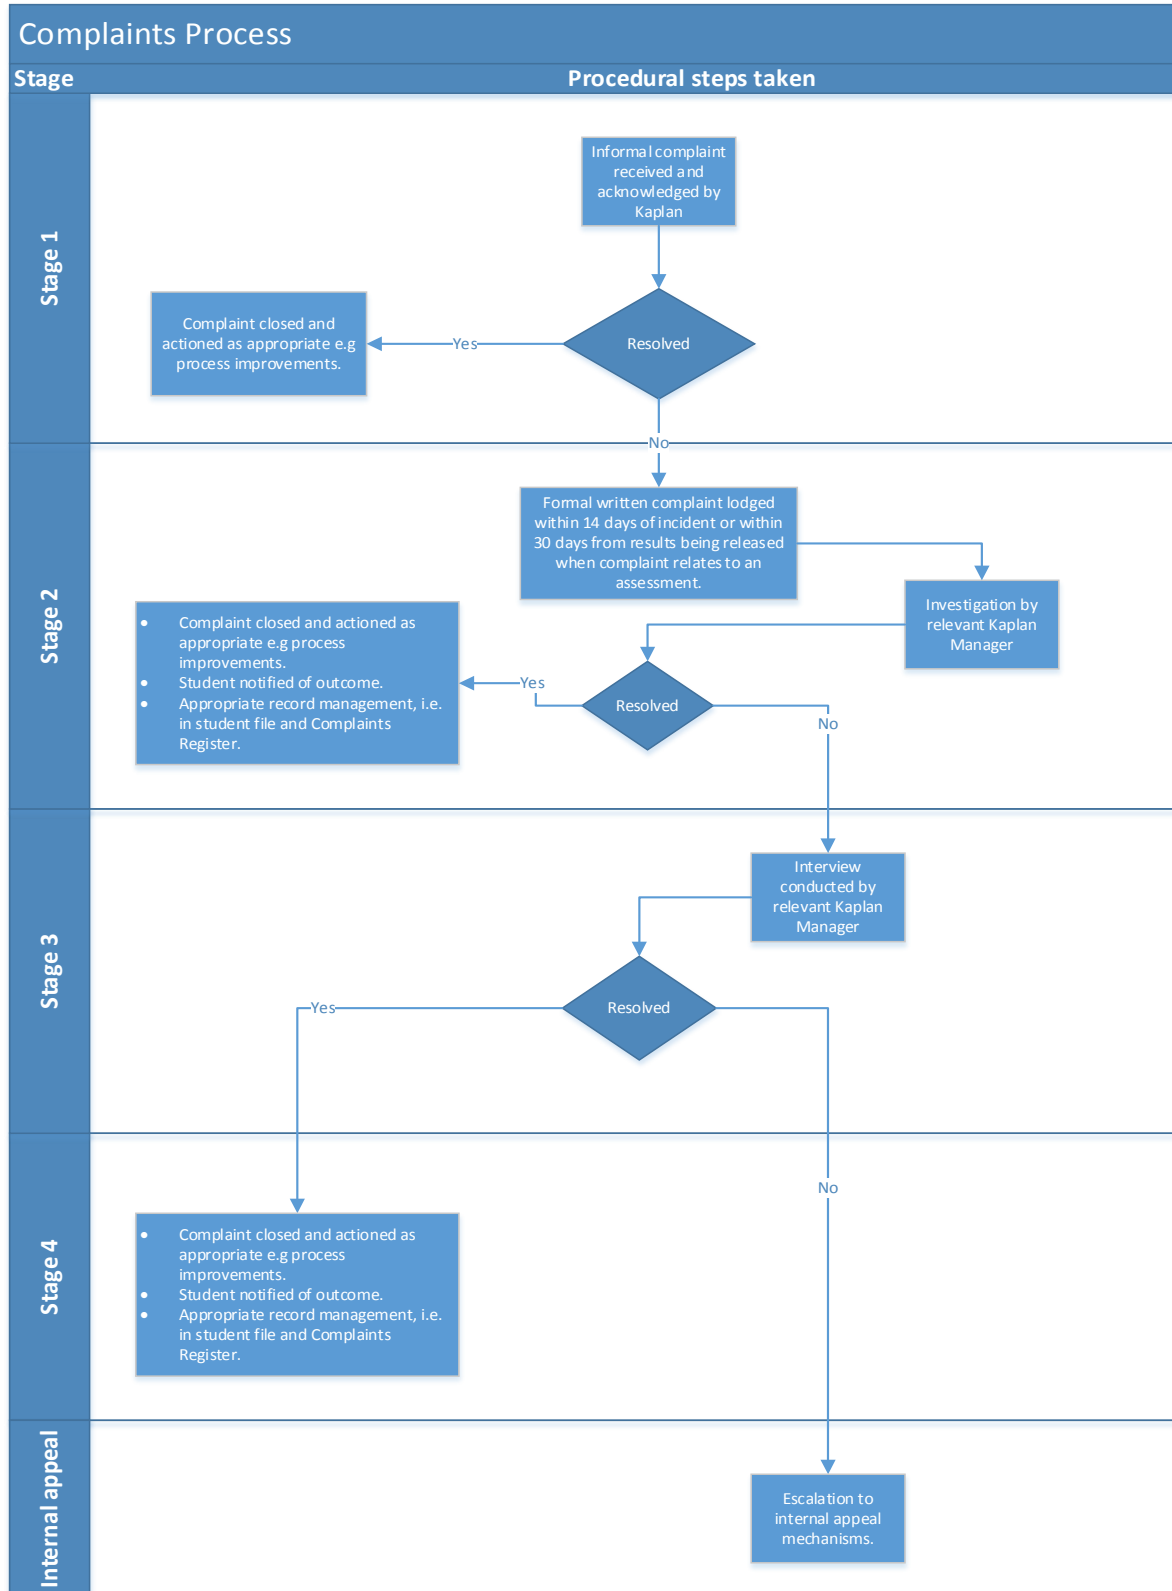 Complaints Process
Stage
Procedural steps taken
Stage 1
Informal complaint
received and
acknowledged by
Kaplan
Resolved
Yes
Complaint closed and
actioned as appropriate e.g
process improvements.
No
Stage 2
Formal written complaint lodged
within 14 days of incident or within
30 days from results being released
when complaint relates to an
assessment.
Investigation by
relevant Kaplan
Manager
Resolved
Yes
• Complaint closed and actioned as
appropriate e.g process
improvements.
• Student notified of outcome.
• Appropriate record management, i.e.
in student file and Complaints
Register.
No
Stage 3
Interview
conducted by
relevant Kaplan
Manager
Resolved
Yes
Stage 4
No
• Complaint closed and actioned as
appropriate e.g process
improvements.
• Student notified of outcome.
• Appropriate record management, i.e.
in student file and Complaints
Register.
Internal appeal
Escalation to
internal appeal
mechanisms.